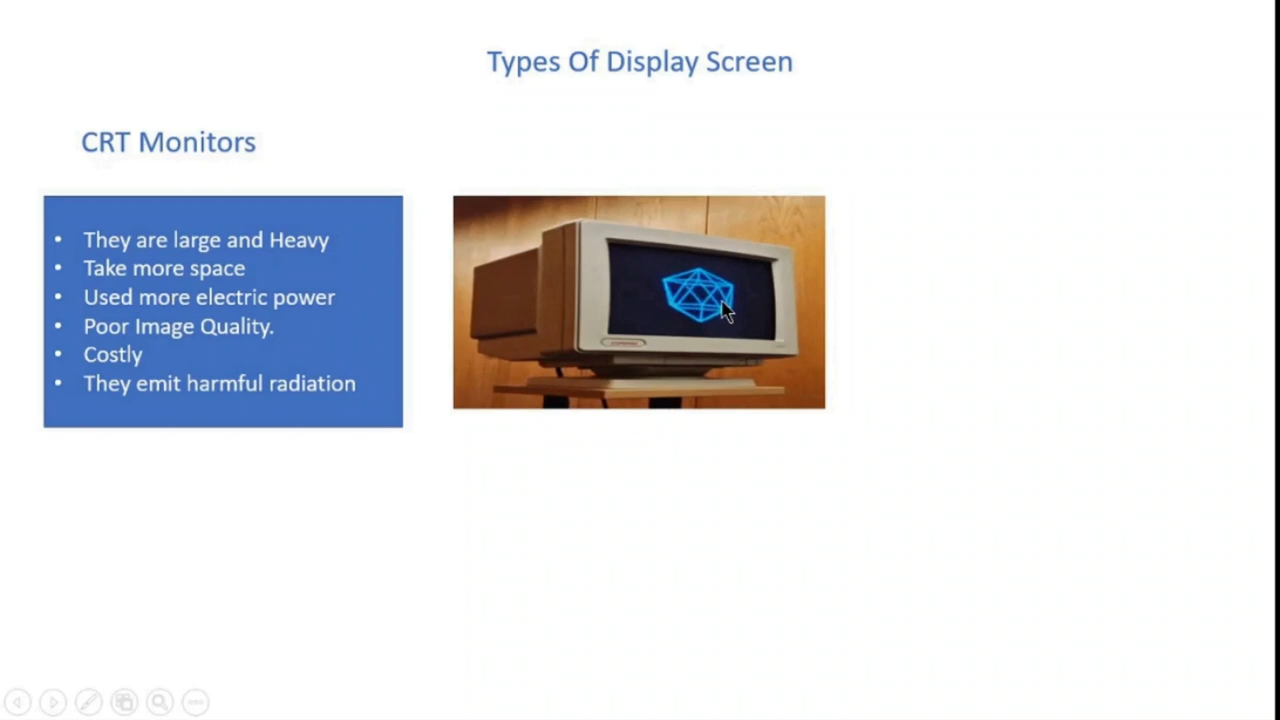 Types Of Display Screen
CRT Monitors
• They are large and Heavy
• Take more space
• Used more electric power
• Poor Image Quality.
• Costly
• They emit harmful radiation